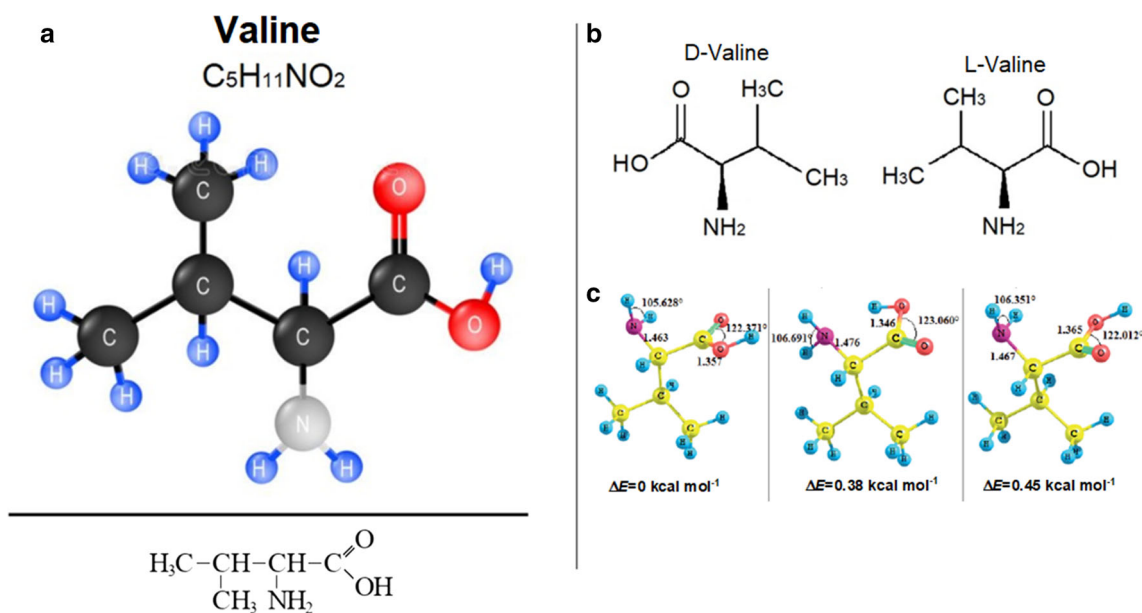 a
Valine
C₅H₁₁NO₂
H
H H
C O
H
H C H C
H C H C O
H H N
H H
H₃C–CH–CH–C
O
OH
CH₃ NH₂
b
D-Valine
O H₃C
HO CH₃
NH₂
L-Valine
CH₃ O
H₃C OH
NH₂
c
H 105.628°
H
N C O 122.371°
1.463 O H
C 1.357
H
C H
C C
H H H
H H H
ΔE=0 kcal mol⁻¹
H O
H 1.346 123.060°
N C
106.691° 1.476 O
H C
H
C H
C C H
H H H H
H
ΔE=0.38 kcal mol⁻¹
106.351°
H H O H
N 1.365
C 122.012°
1.467 O
C
H H
H C
C C H
H H H H
ΔE=0.45 kcal mol⁻¹